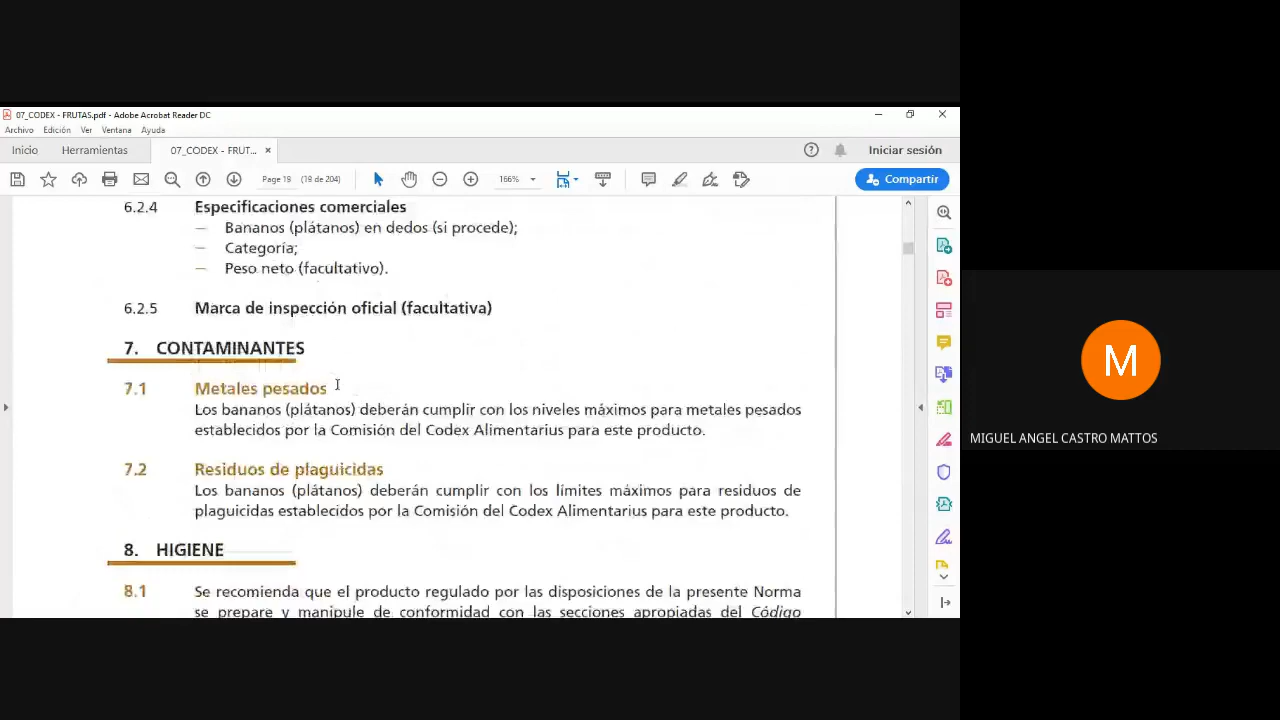 07_CODEX - FRUTAS.pdf - Adobe Acrobat Reader DC
Archivo Edición Ver Ventana Ayuda
Inicio Herramientas 07_CODEX - FRUT... × Iniciar sesión
Page 19 (19 de 204) 166% Compartir
6.2.4 Especificaciones comerciales
— Bananos (plátanos) en dedos (si procede);
— Categoría;
— Peso neto (facultativo).
6.2.5 Marca de inspección oficial (facultativa)
7. CONTAMINANTES
7.1 Metales pesados
Los bananos (plátanos) deberán cumplir con los niveles máximos para metales pesados
establecidos por la Comisión del Codex Alimentarius para este producto.
7.2 Residuos de plaguicidas
Los bananos (plátanos) deberán cumplir con los límites máximos para residuos de
plaguicidas establecidos por la Comisión del Codex Alimentarius para este producto.
8. HIGIENE
8.1 Se recomienda que el producto regulado por las disposiciones de la presente Norma
se prepare y manipule de conformidad con las secciones apropiadas del Código
M
MIGUEL ANGEL CASTRO MATTOS